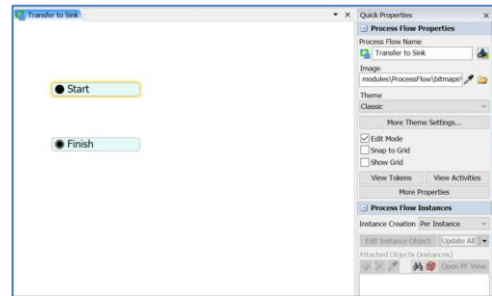 Transfer to Sink
Start
Finish
Quick Properties
Process Flow Properties
Process Flow Name
Transfer to Sink
Image
modules\ProcessFlow\bitmaps\
Theme
Classic
More Theme Settings...
Edit Mode
Snap to Grid
Show Grid
View Tokens View Activities
More Properties
Process Flow Instances
Instance Creation Per Instance
Edit Instance Object Update All
Attached Objects (Instances)
Open PF View